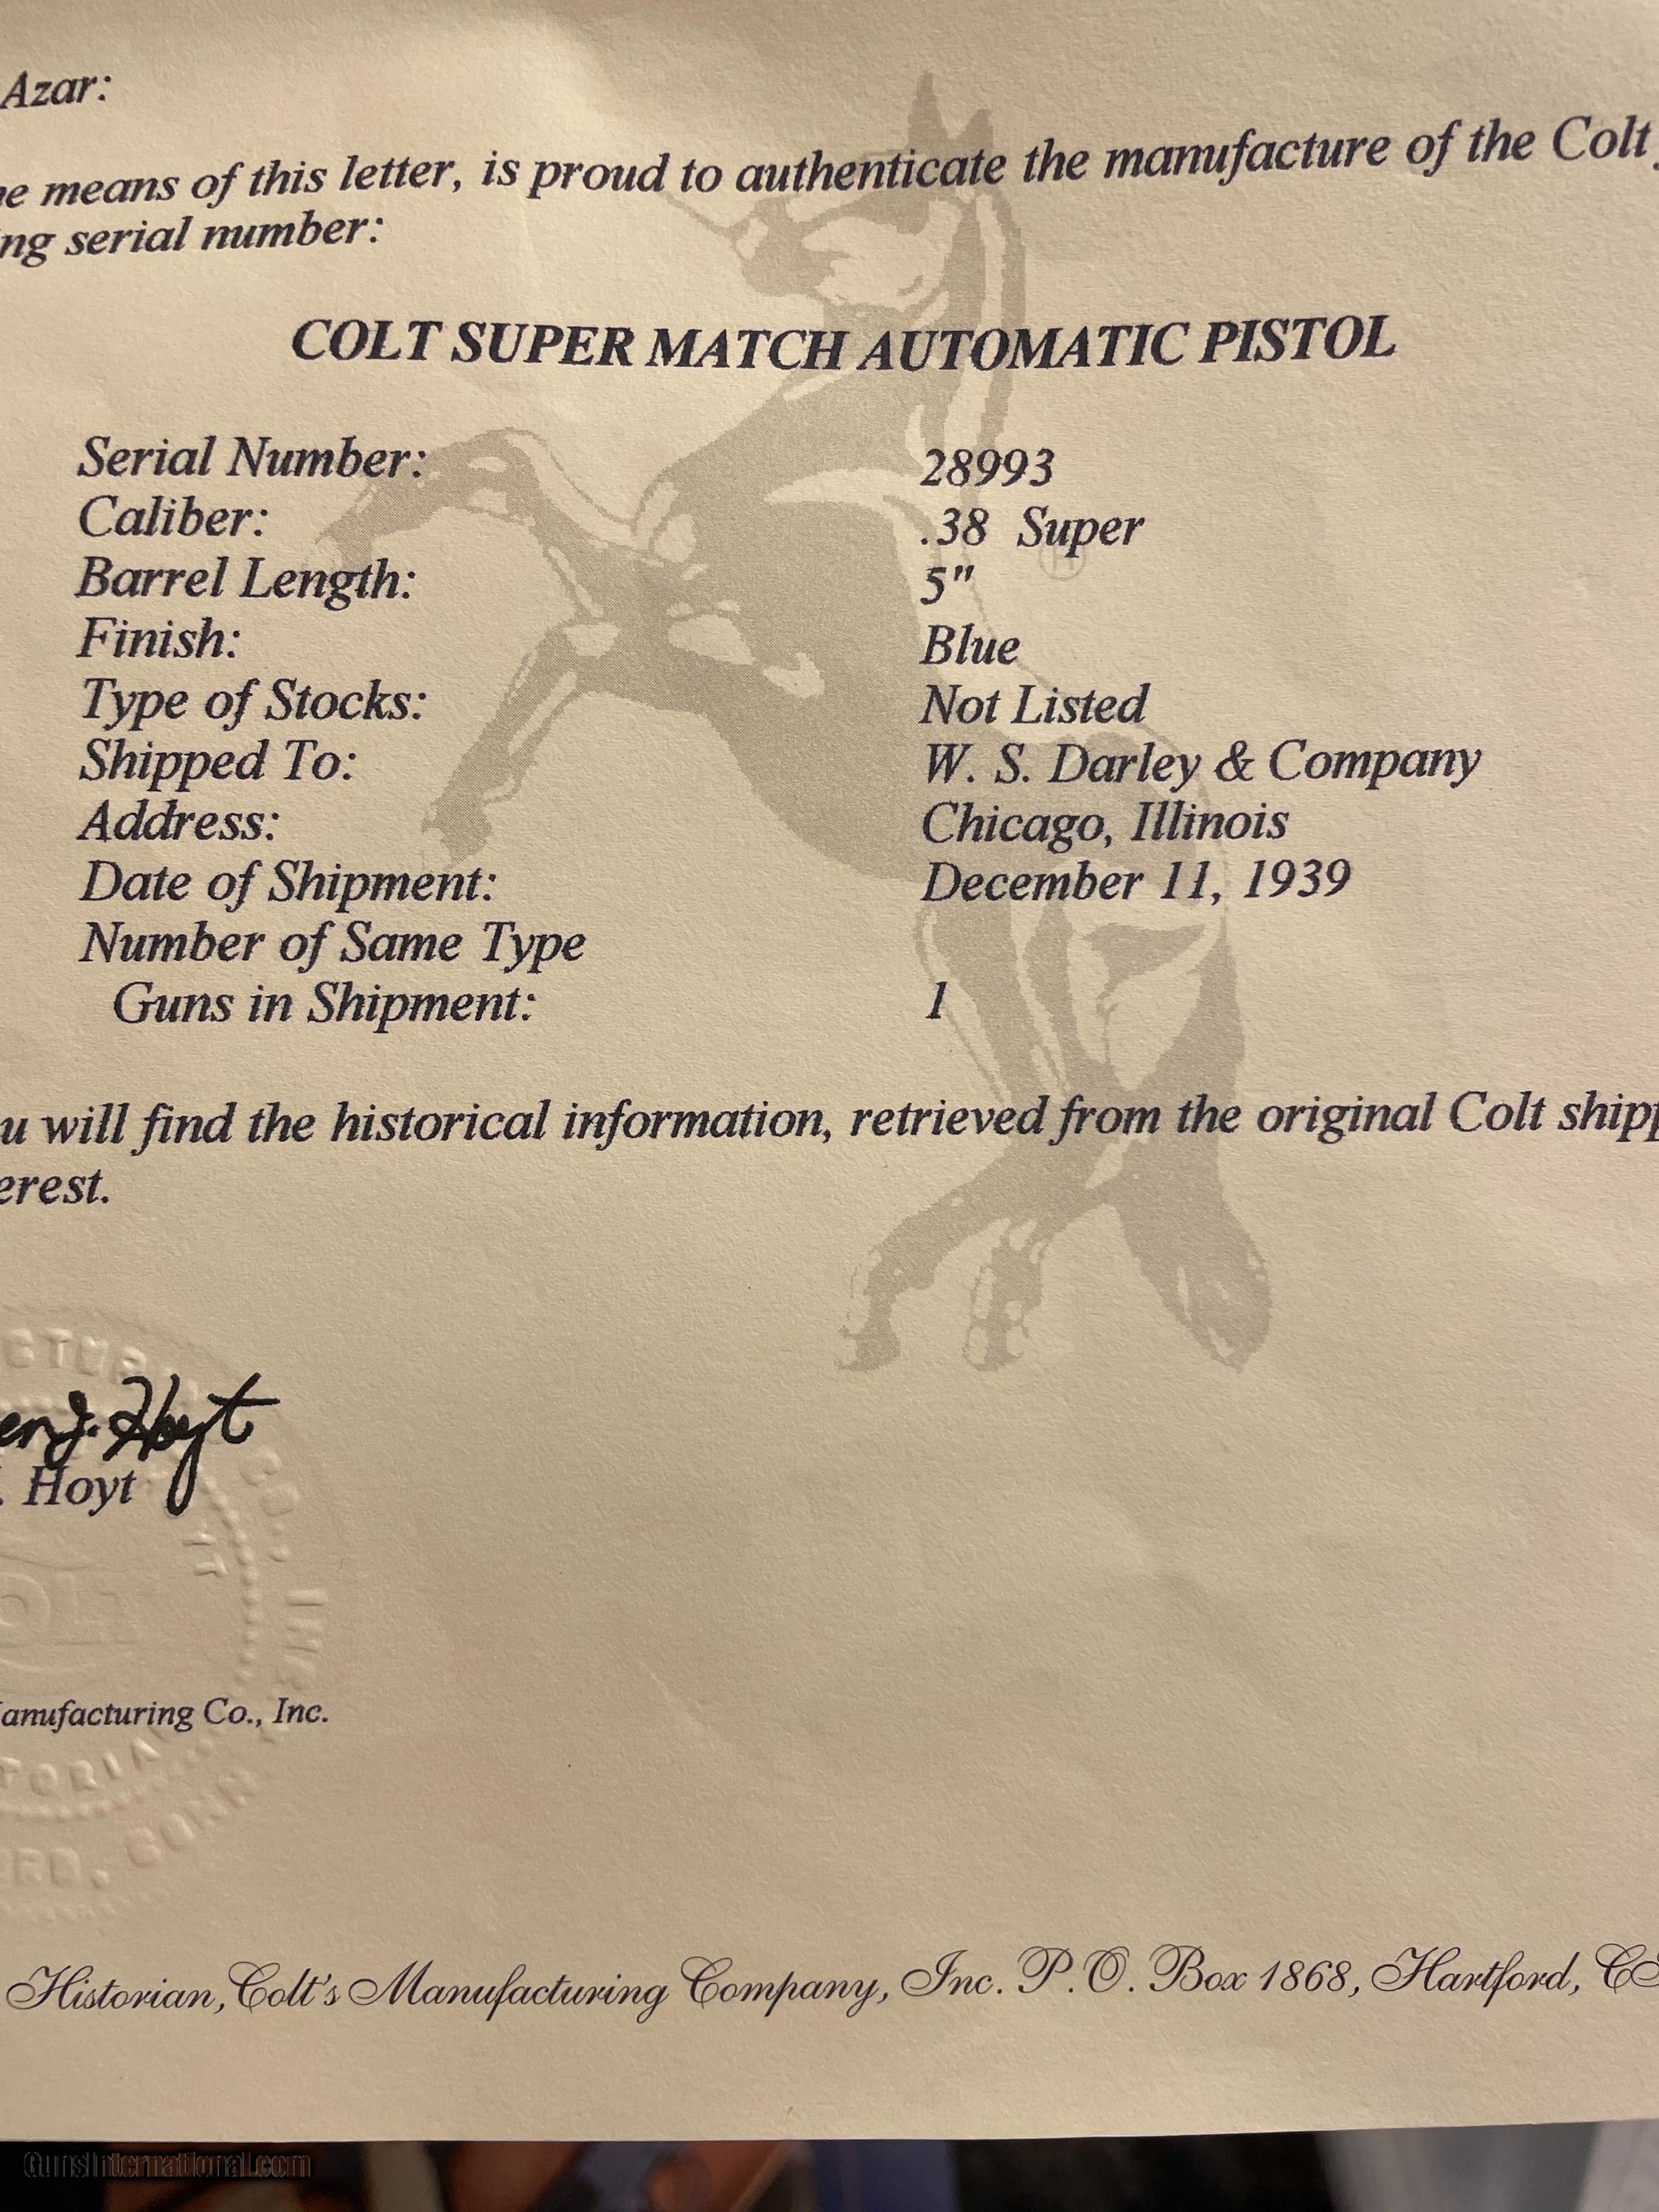 Azar:
means of this letter, is proud to authenticate the manufacture of the Colt
ng serial number:
COLT SUPER MATCH AUTOMATIC PISTOL
Serial Number: 28993
Caliber: .38 Super
Barrel Length: 5"
Finish: Blue
Type of Stocks: Not Listed
Shipped To: W. S. Darley & Company
Address: Chicago, Illinois
Date of Shipment: December 11, 1939
Number of Same Type
Guns in Shipment: 1
u will find the historical information, retrieved from the original Colt shipp
erest.
J. Hoyt
. Hoyt
anufacturing Co., Inc.
Historian, Colt's Manufacturing Company, Inc. P.O. Box 1868, Hartford, CT
GunsInternational.com